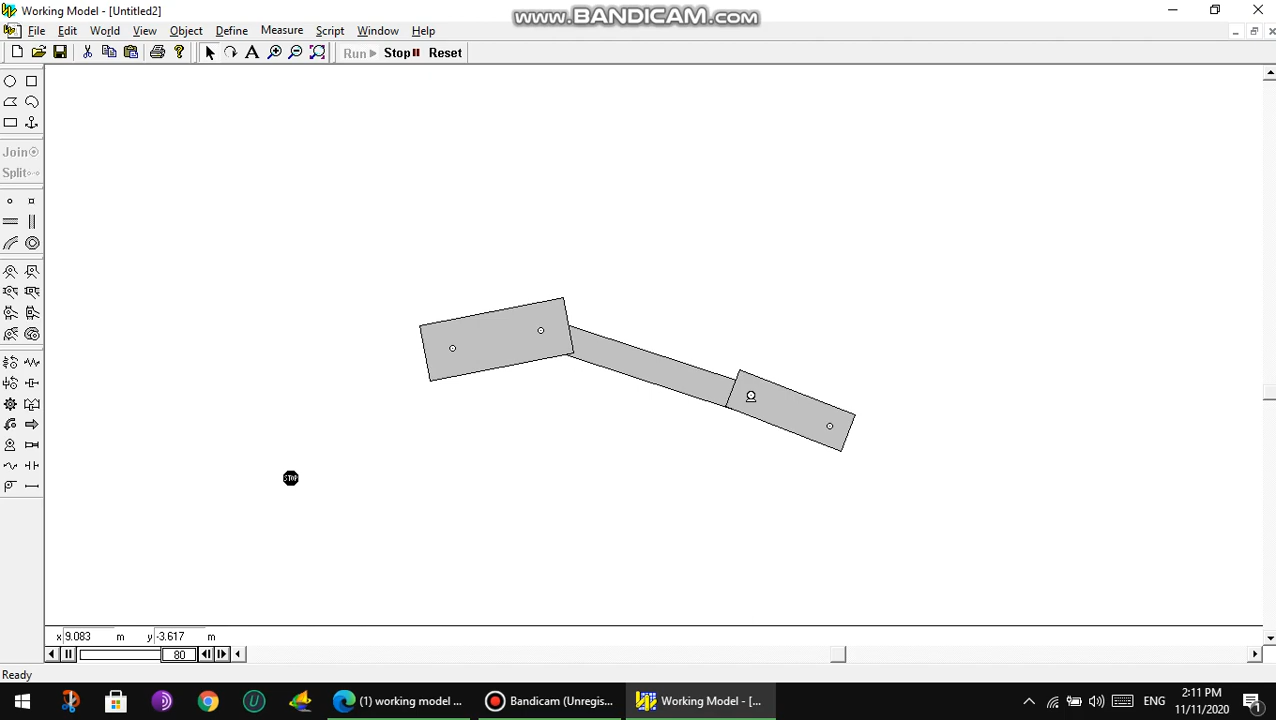 Working Model - [Untitled2]
www.BANDICAM.com
File Edit World View Object Define Measure Script Window Help
Run Stop Reset
Join
Split
STOP
x 9.083 m y -3.617 m
80
Ready
(1) working model ...
Bandicam (Unregis...
Working Model - [...
ENG
2:11 PM
11/11/2020
1